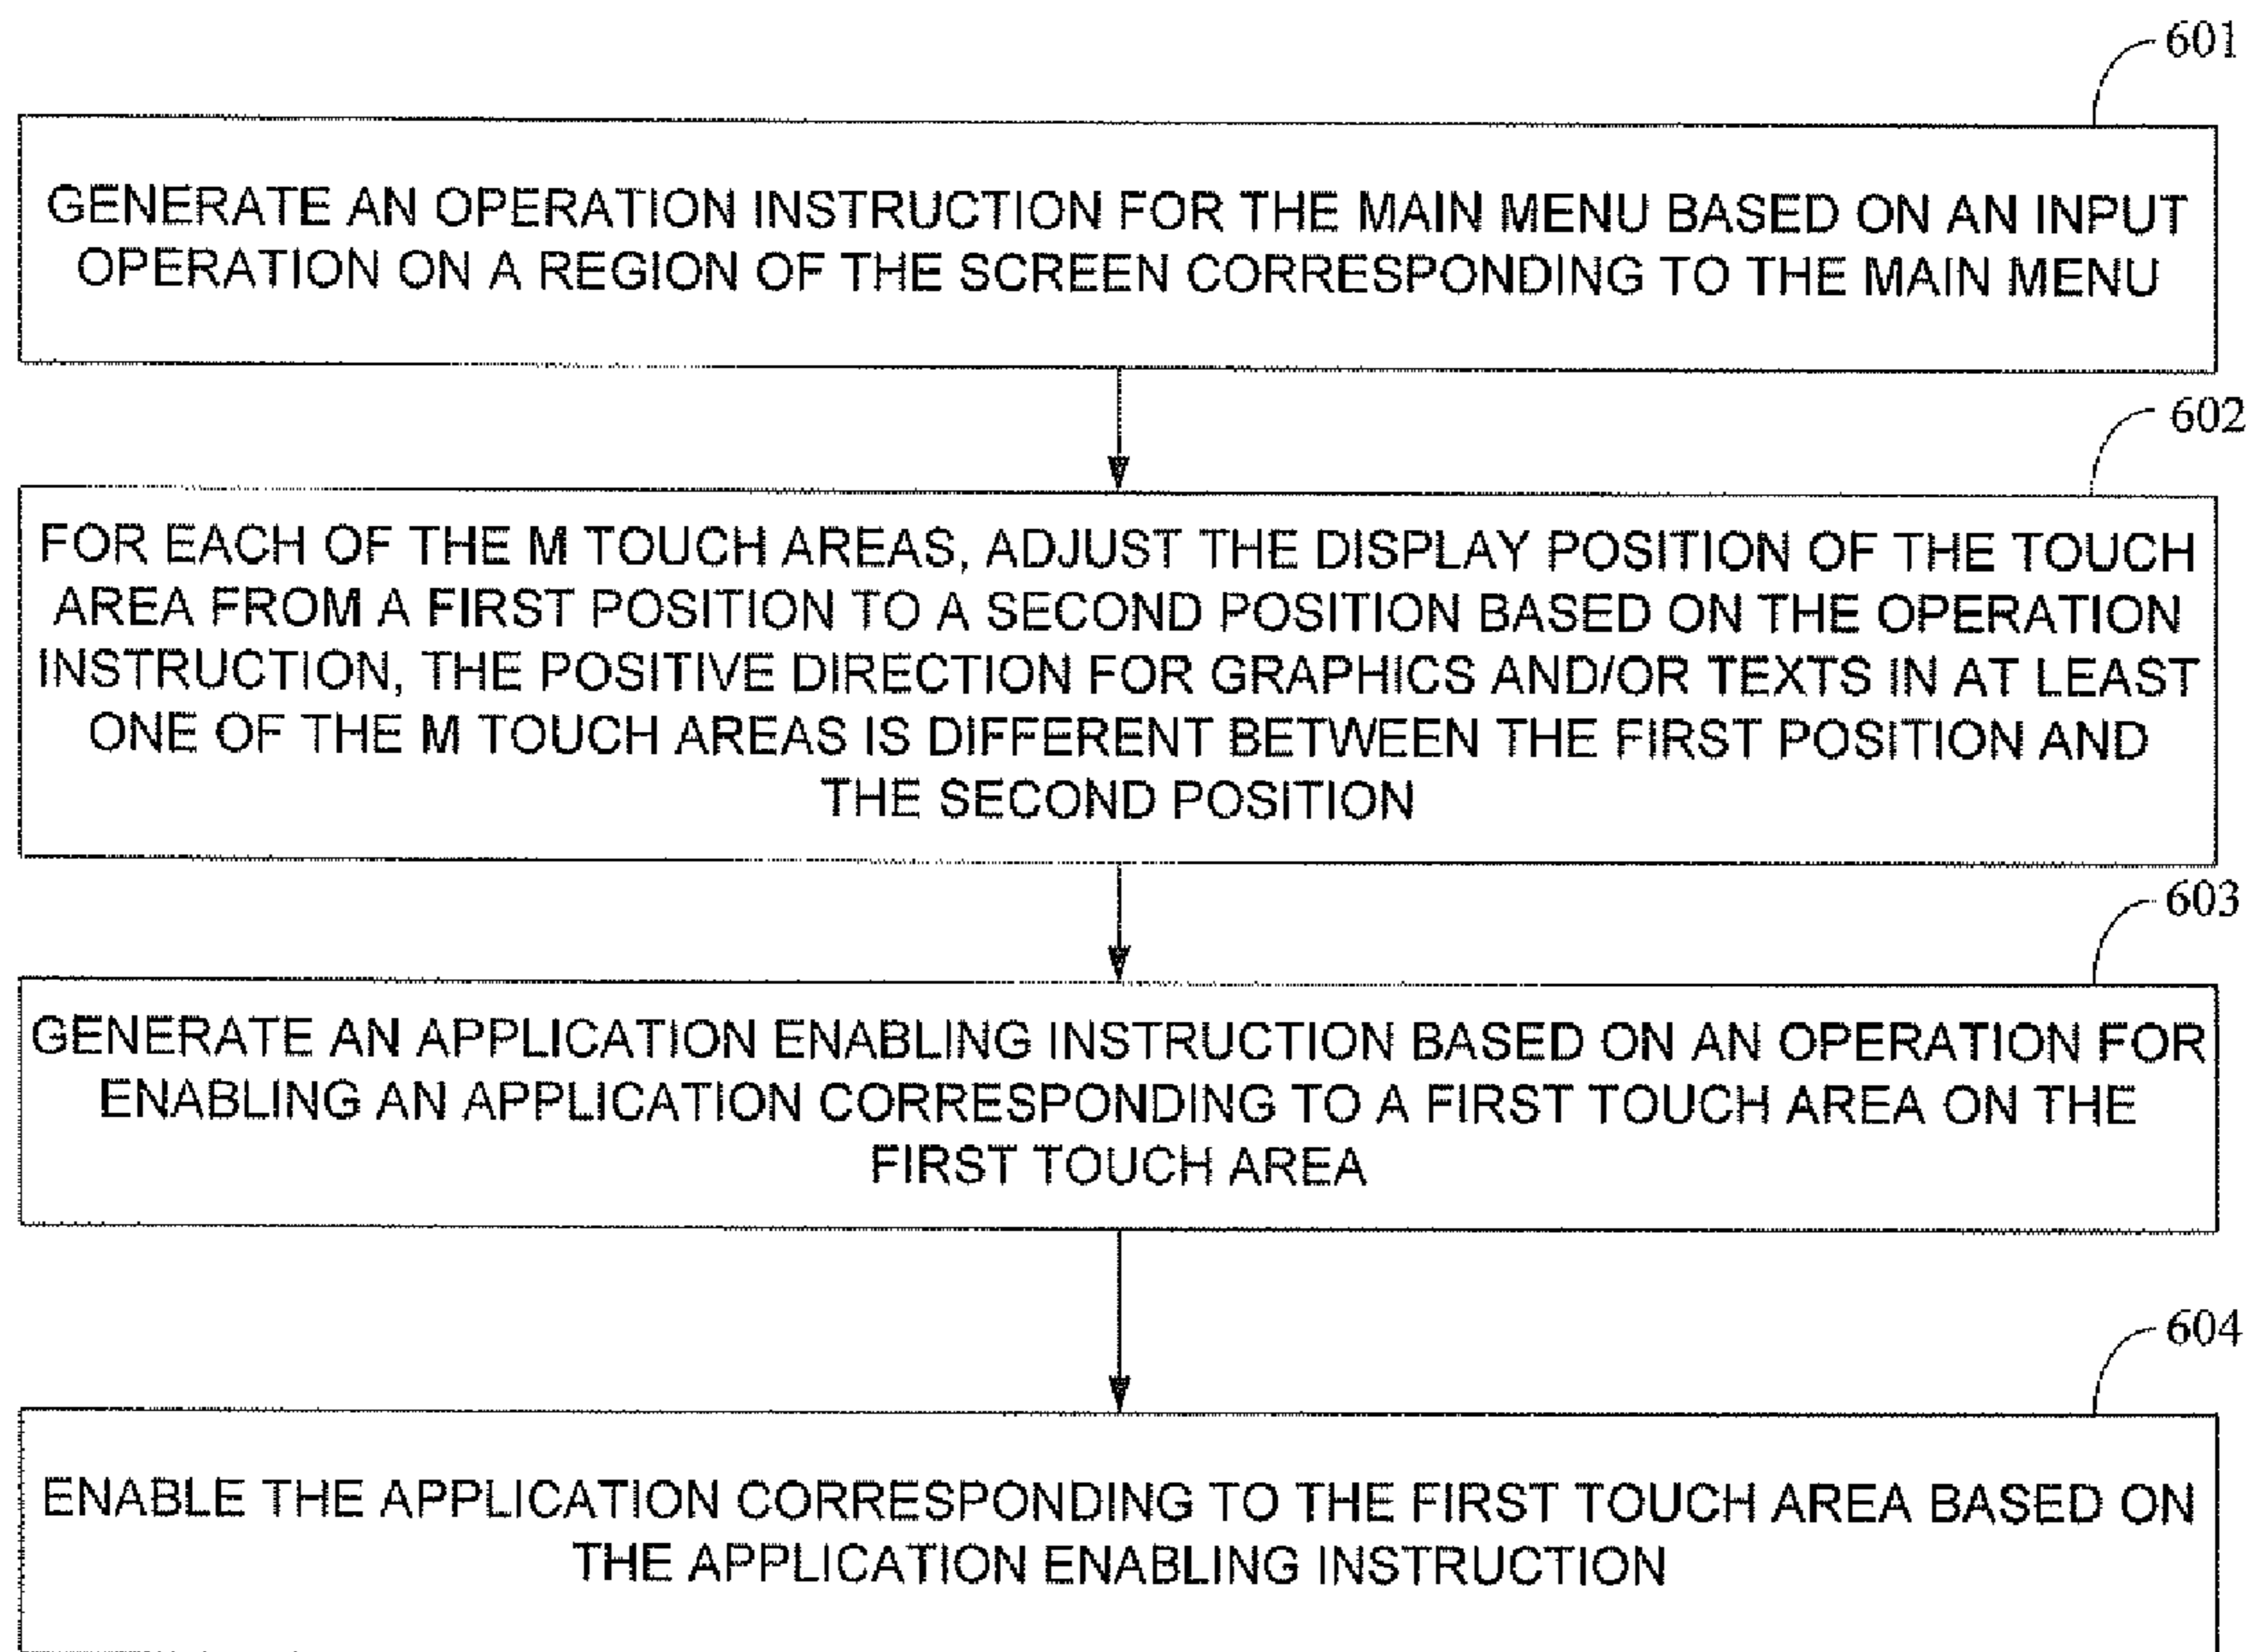 601
GENERATE AN OPERATION INSTRUCTION FOR THE MAIN MENU BASED ON AN INPUT
OPERATION ON A REGION OF THE SCREEN CORRESPONDING TO THE MAIN MENU
602
FOR EACH OF THE M TOUCH AREAS, ADJUST THE DISPLAY POSITION OF THE TOUCH
AREA FROM A FIRST POSITION TO A SECOND POSITION BASED ON THE OPERATION
INSTRUCTION, THE POSITIVE DIRECTION FOR GRAPHICS AND/OR TEXTS IN AT LEAST
ONE OF THE M TOUCH AREAS IS DIFFERENT BETWEEN THE FIRST POSITION AND
THE SECOND POSITION
603
GENERATE AN APPLICATION ENABLING INSTRUCTION BASED ON AN OPERATION FOR
ENABLING AN APPLICATION CORRESPONDING TO A FIRST TOUCH AREA ON THE
FIRST TOUCH AREA
604
ENABLE THE APPLICATION CORRESPONDING TO THE FIRST TOUCH AREA BASED ON
THE APPLICATION ENABLING INSTRUCTION